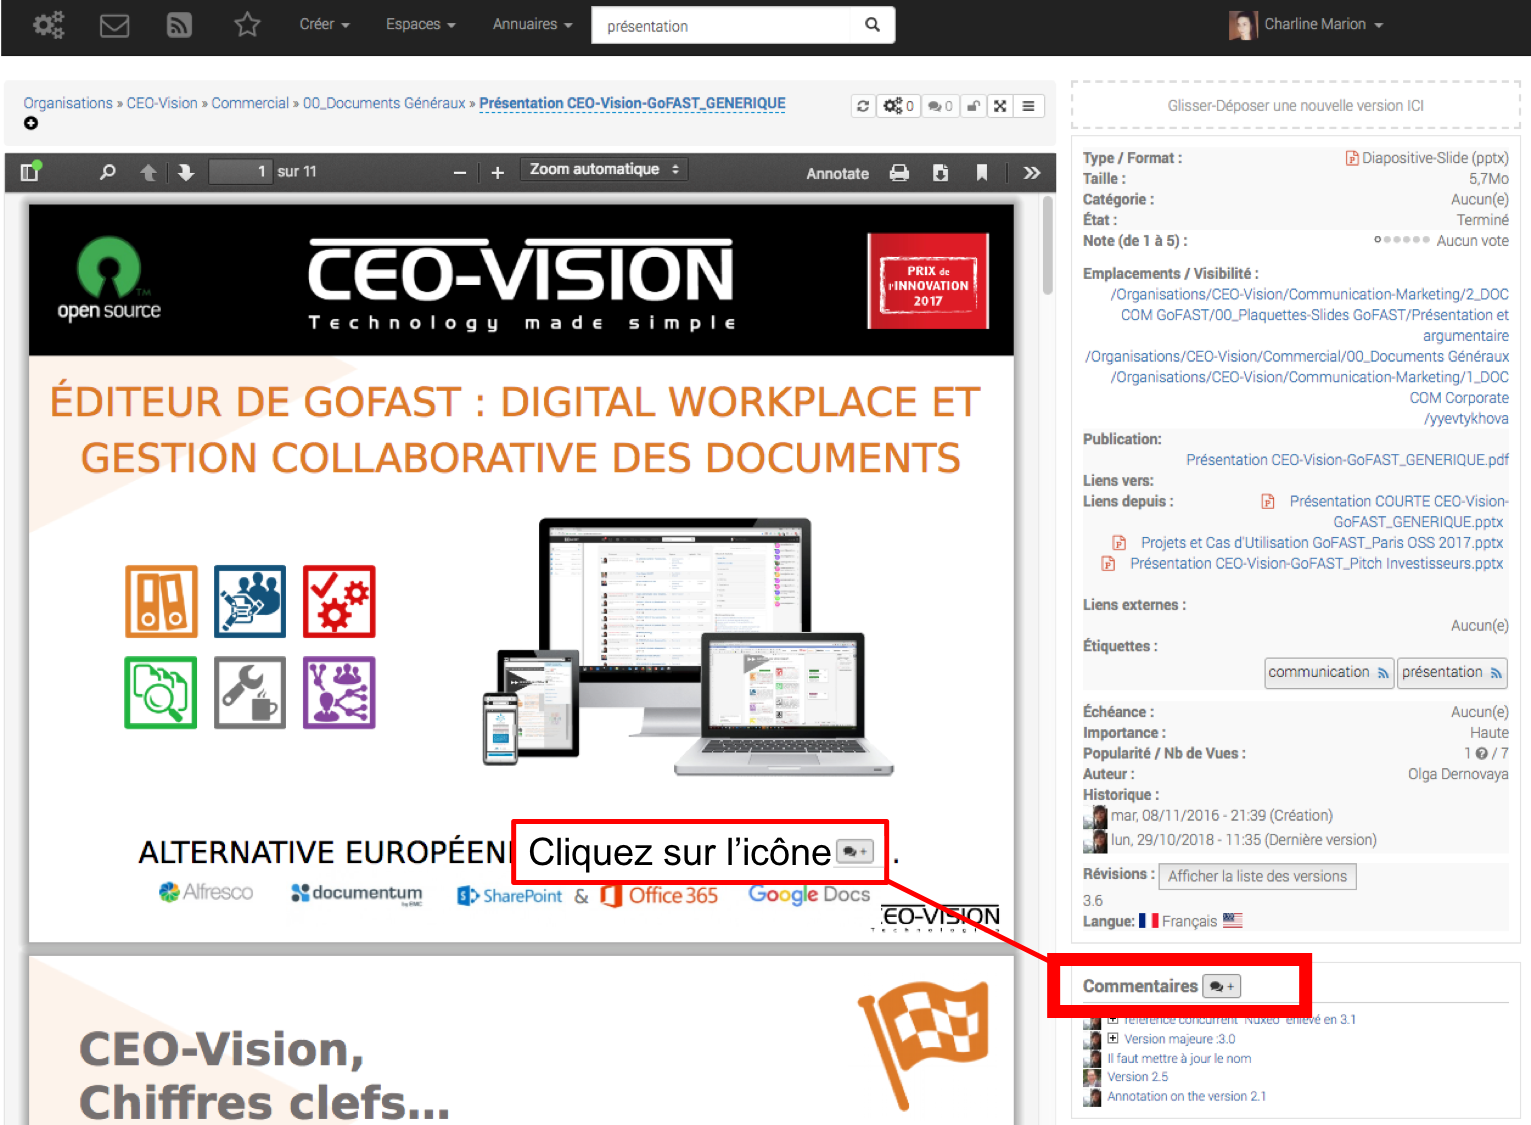 Créer Espaces Annuaires présentation Charline Marion
Organisations » CEO-Vision » Commercial » 00_Documents Généraux » Présentation CEO-Vision-GoFAST_GENERIQUE
0 0
1 sur 11 Zoom automatique Annotate
open source TM
CEO-VISION
Technology made simple
PRIX de
l'INNOVATION
2017
ÉDITEUR DE GOFAST : DIGITAL WORKPLACE ET
GESTION COLLABORATIVE DES DOCUMENTS
ALTERNATIVE EUROPÉEN
Cliquez sur l'icône + .
Alfresco documentum SharePoint & Office 365 Google Docs
by EMC
EO-VISION
CEO-Vision,
Chiffres clefs...
Glisser-Déposer une nouvelle version ICI
Type / Format : Diapositive-Slide (pptx)
Taille : 5,7Mo
Catégorie : Aucun(e)
État : Terminé
Note (de 1 à 5) : Aucun vote
Emplacements / Visibilité :
/Organisations/CEO-Vision/Communication-Marketing/2_DOC
COM GoFAST/00_Plaquettes-Slides GoFAST/Présentation et
argumentaire
/Organisations/CEO-Vision/Commercial/00_Documents Généraux
/Organisations/CEO-Vision/Communication-Marketing/1_DOC
COM Corporate
/yyevtykhova
Publication:
Présentation CEO-Vision-GoFAST_GENERIQUE.pdf
Liens vers:
Liens depuis : Présentation COURTE CEO-Vision-
GoFAST_GENERIQUE.pptx
Projets et Cas d'Utilisation GoFAST_Paris OSS 2017.pptx
Présentation CEO-Vision-GoFAST_Pitch Investisseurs.pptx
Liens externes :
Aucun(e)
Étiquettes :
communication présentation
Échéance : Aucun(e)
Importance : Haute
Popularité / Nb de Vues : 1 / 7
Auteur : Olga Dernovaya
Historique :
mar, 08/11/2016 - 21:39 (Création)
lun, 29/10/2018 - 11:35 (Dernière version)
Révisions : Afficher la liste des versions
3.6
Langue: Français
Commentaires +
référence concurrent "Nuxeo" enlevé en 3.1
Version majeure :3.0
Il faut mettre à jour le nom
Version 2.5
Annotation on the version 2.1